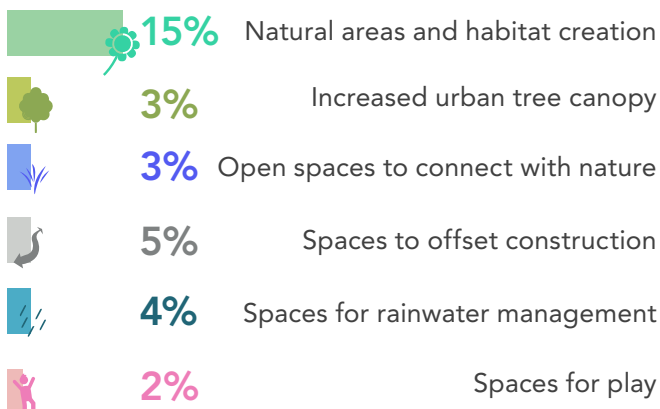 15% Natural areas and habitat creation
3% Increased urban tree canopy
3% Open spaces to connect with nature
5% Spaces to offset construction
4% Spaces for rainwater management
2% Spaces for play